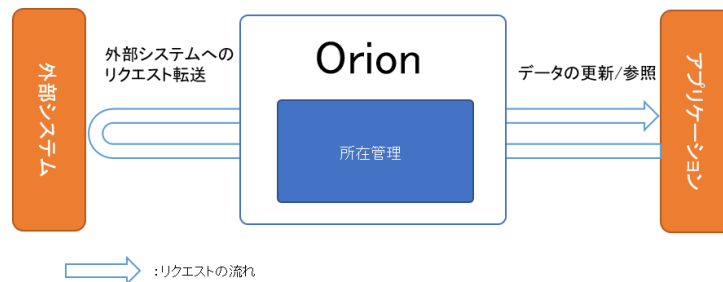 外部システム
外部システムへの
リクエスト転送
Orion
所在管理
データの更新/参照
アプリケーション
:リクエストの流れ